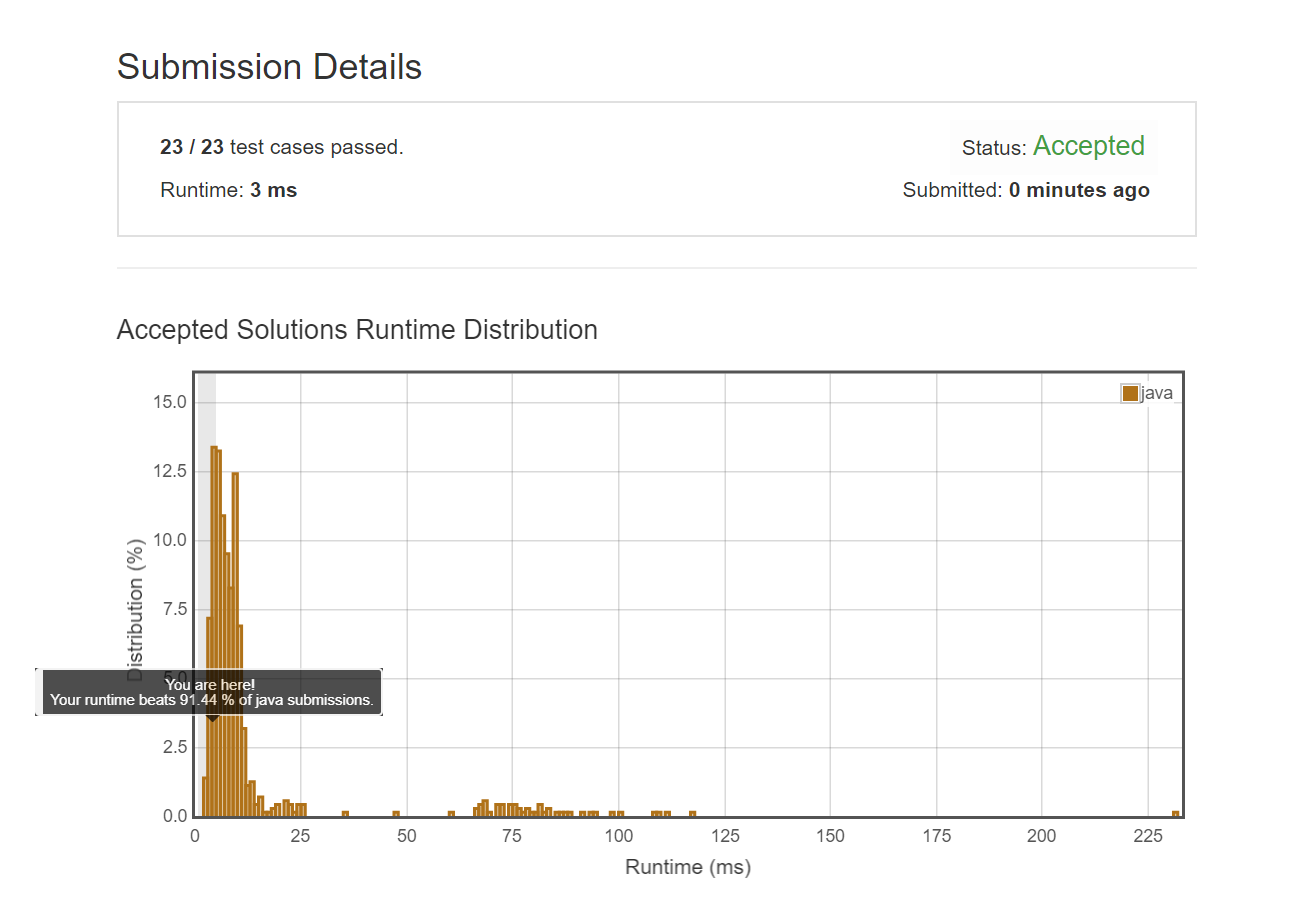 Submission Details
23 / 23 test cases passed.
Status: Accepted
Runtime: 3 ms
Submitted: 0 minutes ago
Accepted Solutions Runtime Distribution
java
15.0
12.5
10.0
7.5
5.0
2.5
0.0
Distribution (%)
You are here!
Your runtime beats 91.44 % of java submissions.
0 25 50 75 100 125 150 175 200 225
Runtime (ms)